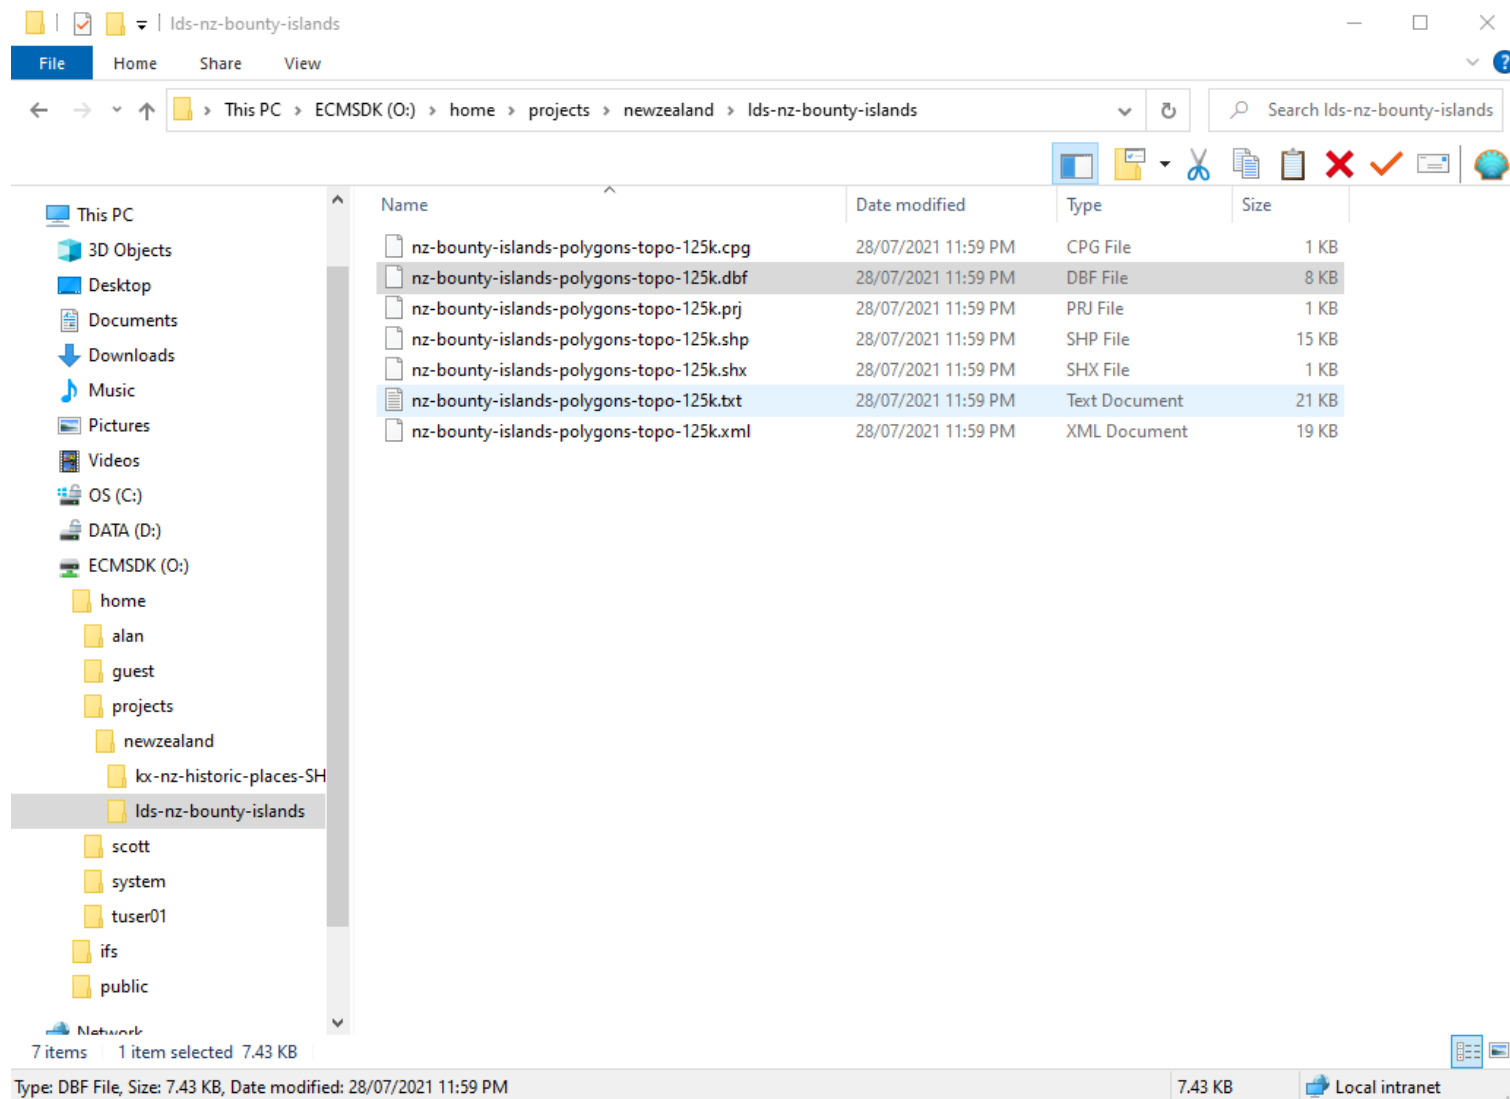 lds-nz-bounty-islands
File Home Share View
?
This PC ECMSDK (O:) home projects newzealand lds-nz-bounty-islands
Search lds-nz-bounty-islands
Name Date modified Type Size
nz-bounty-islands-polygons-topo-125k.cpg 28/07/2021 11:59 PM CPG File 1 KB
nz-bounty-islands-polygons-topo-125k.dbf 28/07/2021 11:59 PM DBF File 8 KB
nz-bounty-islands-polygons-topo-125k.prj 28/07/2021 11:59 PM PRJ File 1 KB
nz-bounty-islands-polygons-topo-125k.shp 28/07/2021 11:59 PM SHP File 15 KB
nz-bounty-islands-polygons-topo-125k.shx 28/07/2021 11:59 PM SHX File 1 KB
nz-bounty-islands-polygons-topo-125k.txt 28/07/2021 11:59 PM Text Document 21 KB
nz-bounty-islands-polygons-topo-125k.xml 28/07/2021 11:59 PM XML Document 19 KB
This PC
3D Objects
Desktop
Documents
Downloads
Music
Pictures
Videos
OS (C:)
DATA (D:)
ECMSDK (O:)
home
alan
guest
projects
newzealand
kx-nz-historic-places-SH
lds-nz-bounty-islands
scott
system
tuser01
ifs
public
Network
7 items 1 item selected 7.43 KB
Type: DBF File, Size: 7.43 KB, Date modified: 28/07/2021 11:59 PM 7.43 KB Local intranet